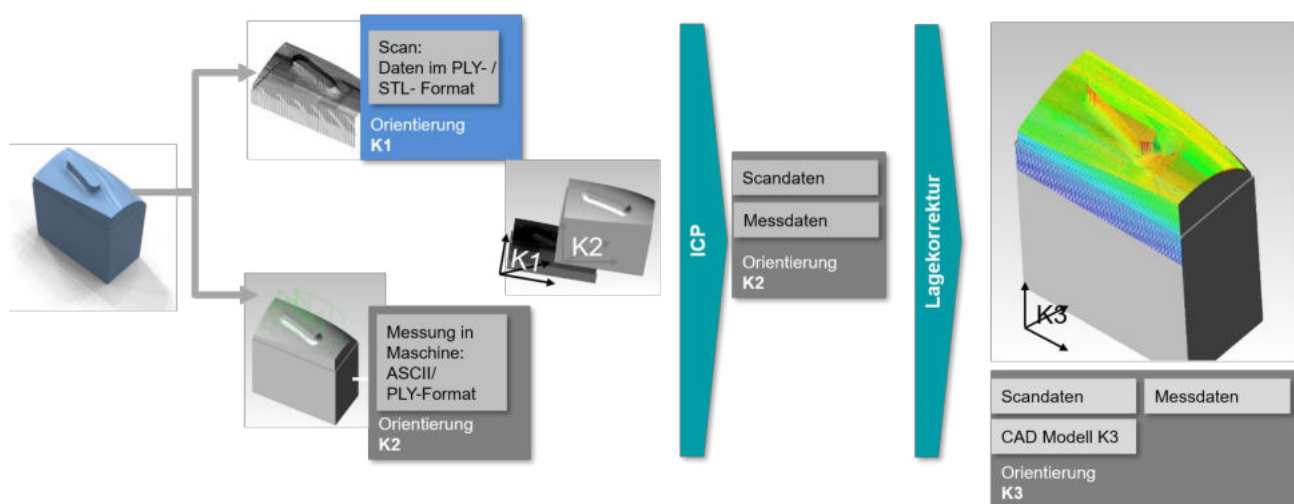 Scan:
Daten im PLY- /
STL- Format
Orientierung
K1
K1
K2
Messung in
Maschine:
ASCII/
PLY-Format
Orientierung
K2
ICP
Scandaten
Messdaten
Orientierung
K2
Lagekorrektur
K3
Scandaten
Messdaten
CAD Modell K3
Orientierung
K3